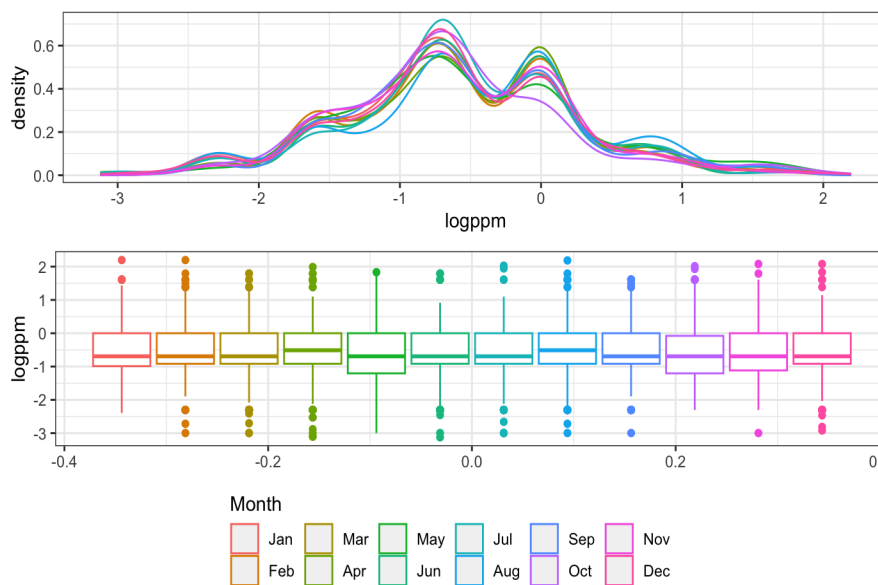 density
0.6
0.4
0.2
0.0
-3 -2 -1 0 1 2
logppm
logppm
2
1
0
-1
-2
-3
-0.4 -0.2 0.0 0.2 0
Month
Jan Mar May Jul Sep Nov
Feb Apr Jun Aug Oct Dec